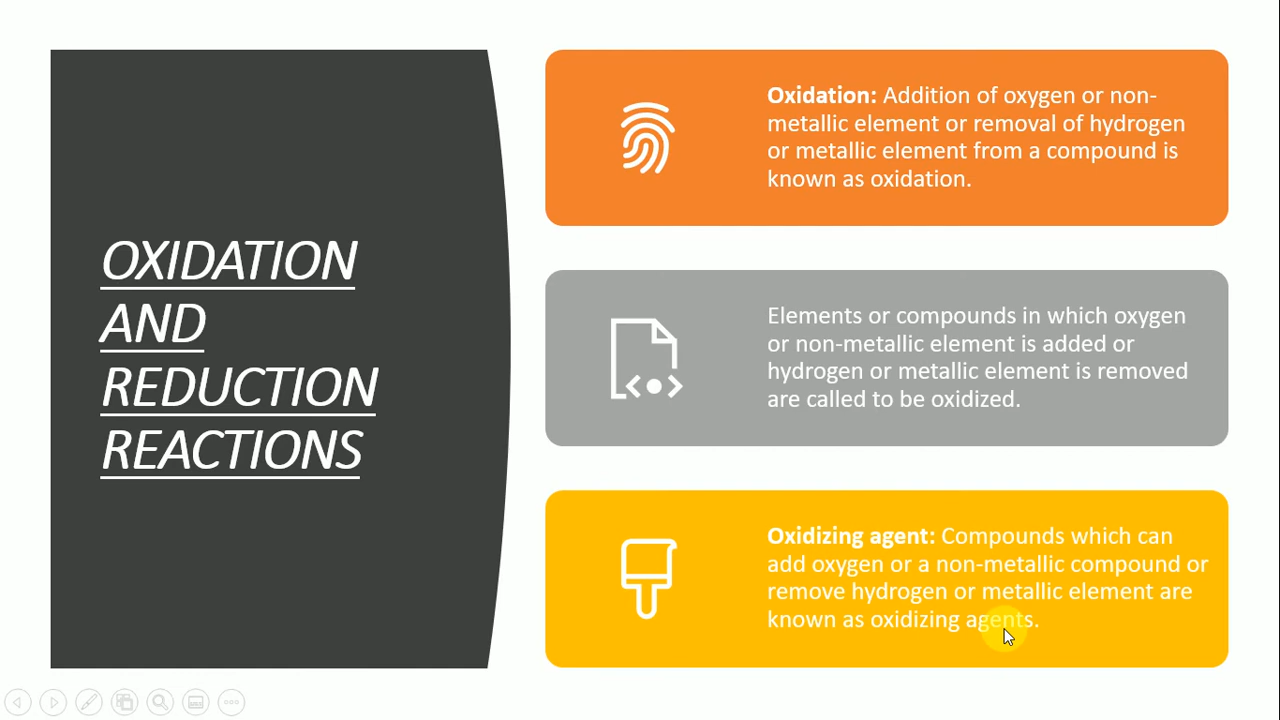 OXIDATION
AND
REDUCTION
REACTIONS
Oxidation: Addition of oxygen or non-
metallic element or removal of hydrogen
or metallic element from a compound is
known as oxidation.
Elements or compounds in which oxygen
or non-metallic element is added or
hydrogen or metallic element is removed
are called to be oxidized.
Oxidizing agent: Compounds which can
add oxygen or a non-metallic compound or
remove hydrogen or metallic element are
known as oxidizing agents.